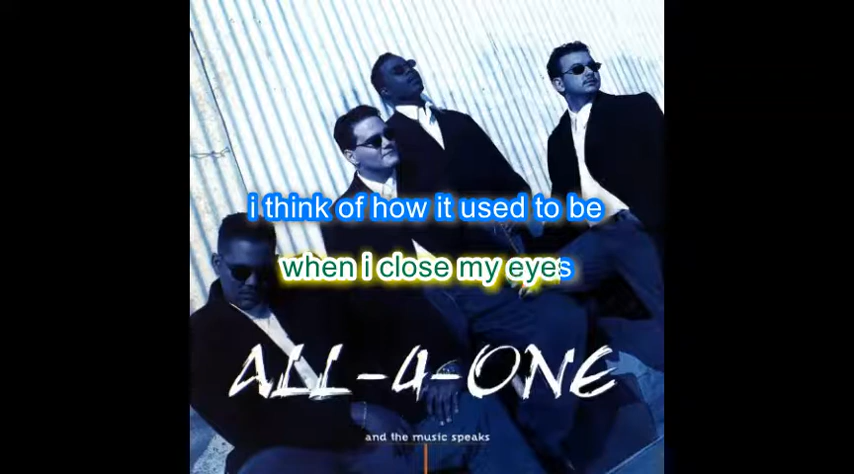 i think of how it used to be
when i close my eyes
ALL-4-ONE
and the music speaks